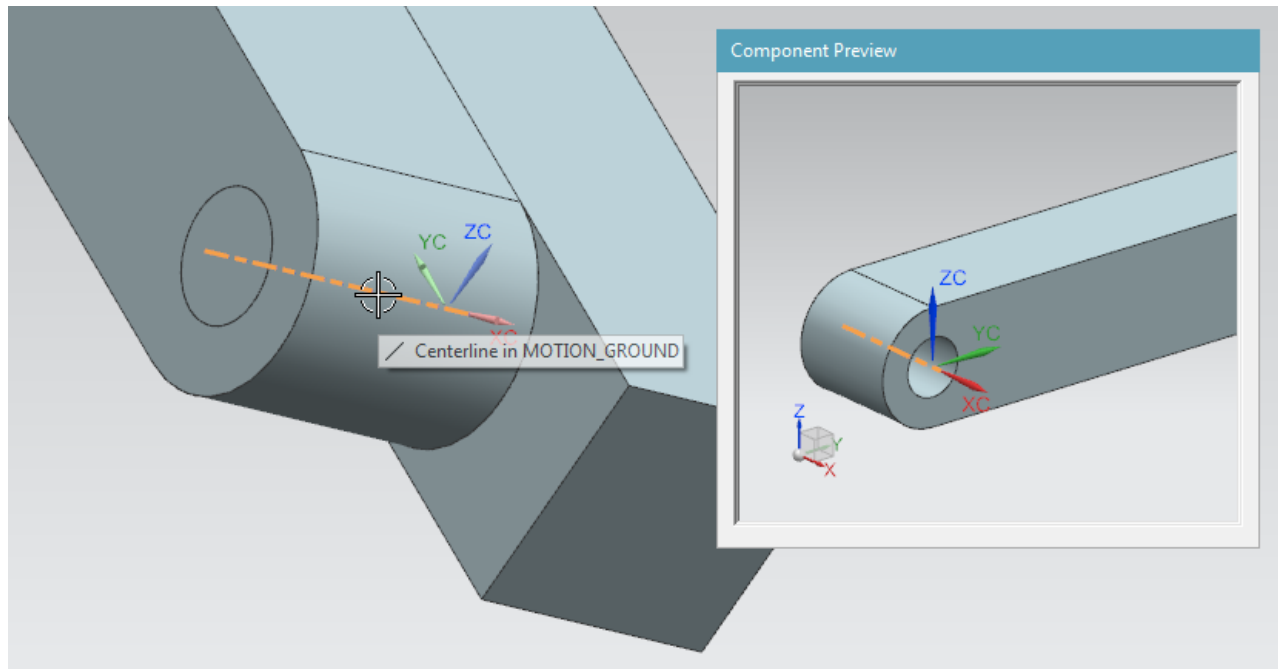 Component Preview
YC
ZC
XC
Centerline in MOTION_GROUND
ZC
YC
XC
Z
Y
X